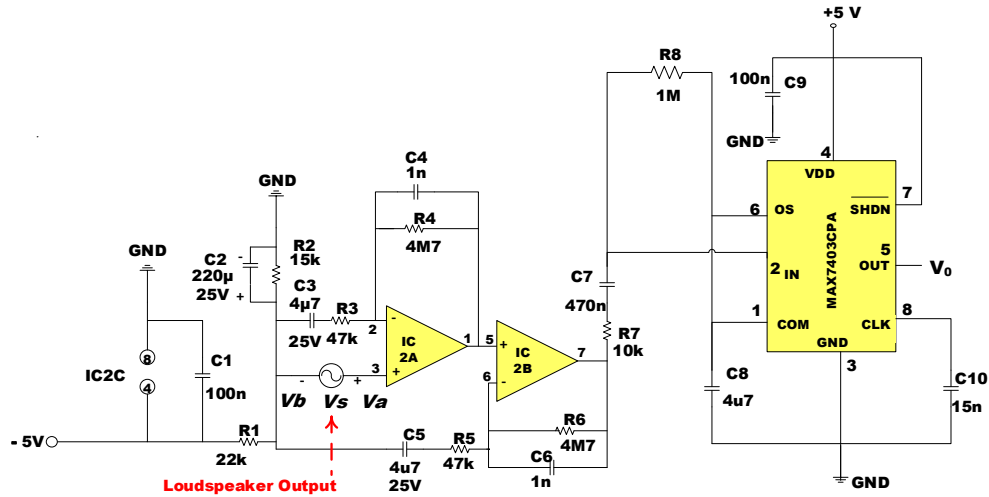 +5 V
R8
1M
100n
C9
GND
4
VDD
7
SHDN
6
OS
MAX7403CPA
5
OUT
V0
2
IN
1
COM
8
CLK
GND
3
C10
15n
C8
4u7
GND
C4
1n
R4
4M7
GND
C2
220µ
25V
-
+
R2
15k
C3
4µ7
25V
R3
47k
2
-
IC
2A
1
3
+
GND
8
4
IC2C
C1
100n
- 5V
R1
22k
-
+
Vb
Vs
Va
Loudspeaker Output
C5
4u7
25V
R5
47k
5
+
IC
2B
7
6
-
R6
4M7
C6
1n
C7
470n
R7
10k